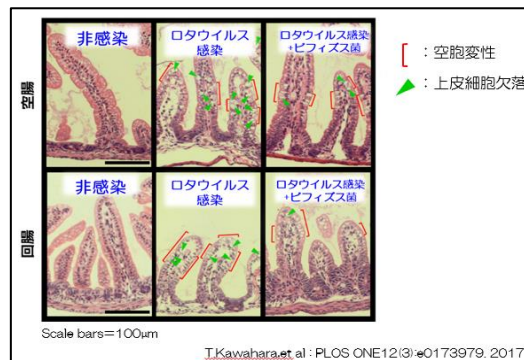 非感染
ロタウイルス
感染
ロタウイルス感染
+ビフィズス菌
空腸
：空胞変性
：上皮細胞欠落
非感染
ロタウイルス
感染
ロタウイルス感染
+ビフィズス菌
回腸
Scale bars=100μm
T.Kawahara.et al : PLOS ONE12(3):e0173979, 2017